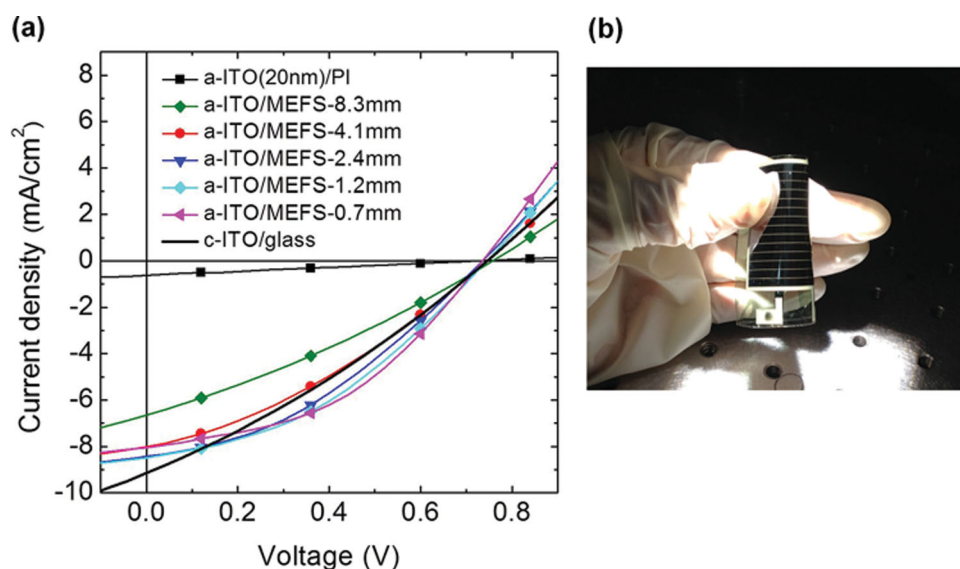 (a)
8
6
4
2
0
-2
-4
-6
-8
-10
Current density (mA/cm²)
a-ITO(20nm)/PI
a-ITO/MEFS-8.3mm
a-ITO/MEFS-4.1mm
a-ITO/MEFS-2.4mm
a-ITO/MEFS-1.2mm
a-ITO/MEFS-0.7mm
c-ITO/glass
0.0 0.2 0.4 0.6 0.8
Voltage (V)
(b)